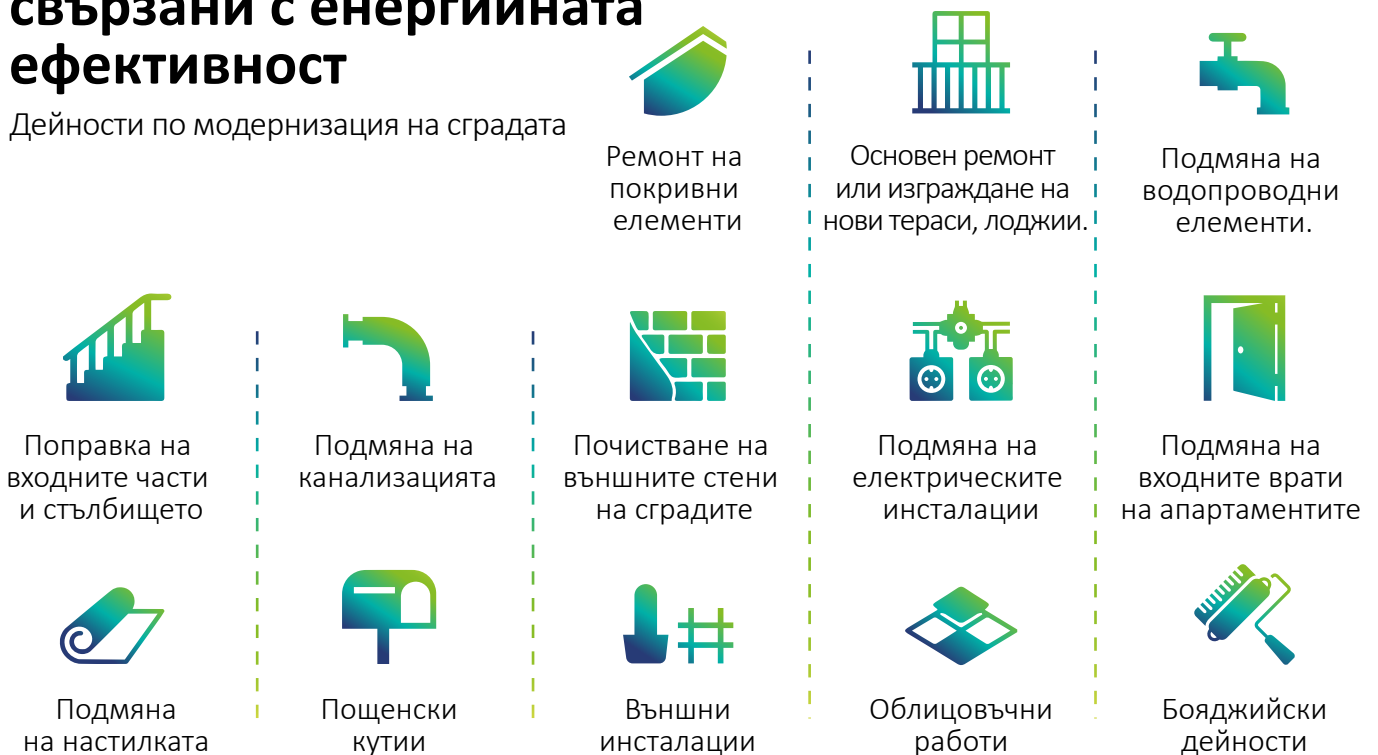 свързани с енергийната
ефективност
Дейности по модернизация на сградата
Ремонт на
покривни
елементи
Основен ремонт
или изграждане на
нови тераси, лоджии.
Подмяна на
водопроводни
елементи.
Поправка на
входните части
и стълбището
Подмяна на
канализацията
Почистване на
външните стени
на сградите
Подмяна на
електрическите
инсталации
Подмяна на
входните врати
на апартаментите
Подмяна
на настилката
Пощенски
кутии
Външни
инсталации
Облицовъчни
работи
Бояджийски
дейности